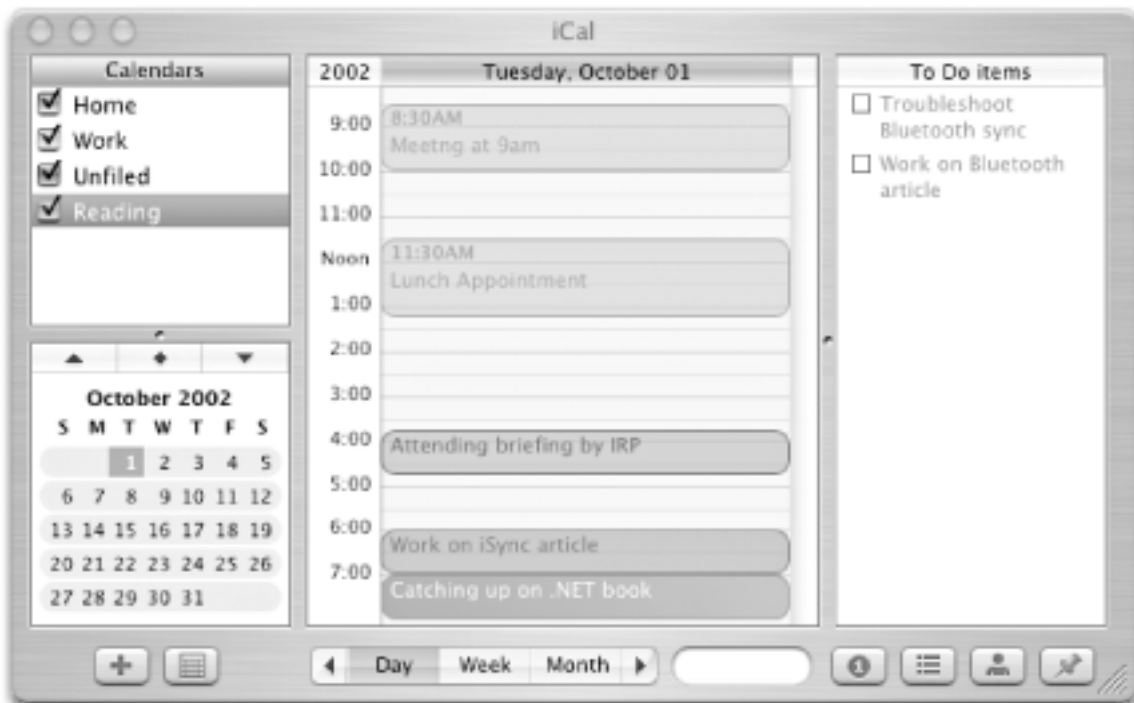 iCal
Calendars
Home
Work
Unfiled
Reading
October 2002
S M T W T F S
1 2 3 4 5
6 7 8 9 10 11 12
13 14 15 16 17 18 19
20 21 22 23 24 25 26
27 28 29 30 31
2002 Tuesday, October 01
9:00
10:00
11:00
Noon
1:00
2:00
3:00
4:00
5:00
6:00
7:00
8:30AM
Meetng at 9am
11:30AM
Lunch Appointment
Attending briefing by IRP
Work on iSync article
Catching up on .NET book
To Do items
Troubleshoot
Bluetooth sync
Work on Bluetooth
article
Day Week Month